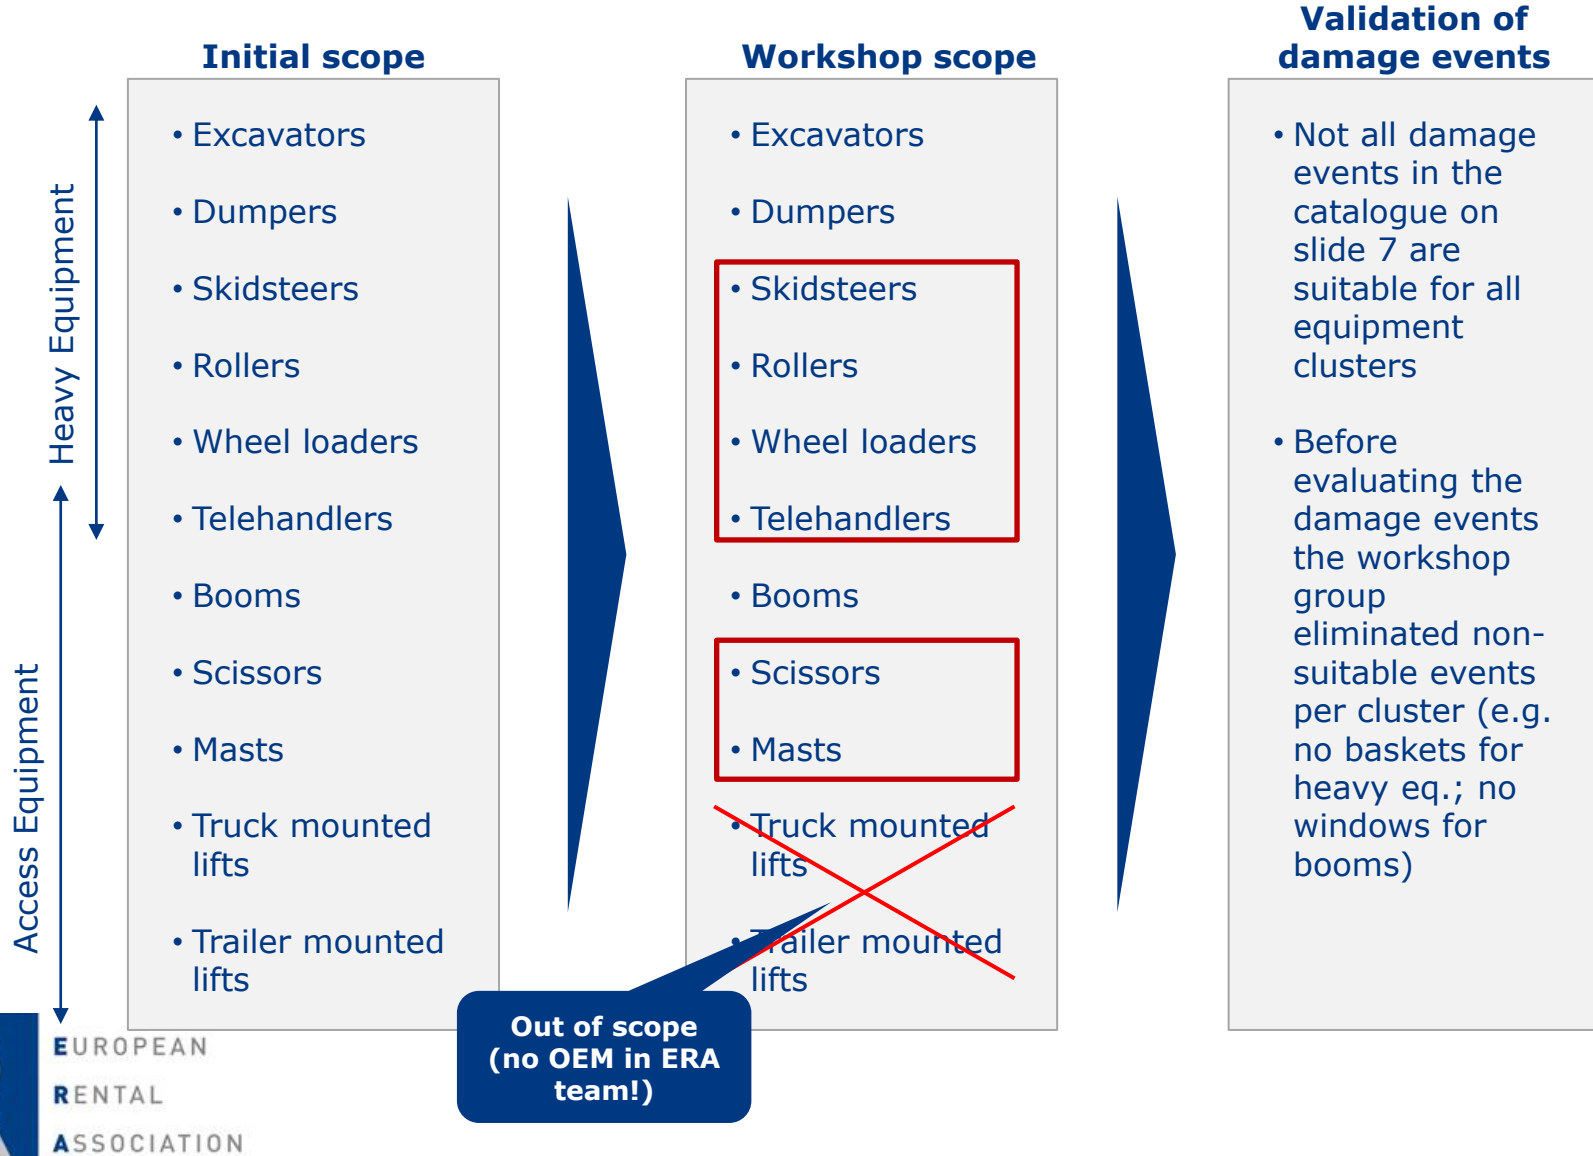 Initial scope
Workshop scope
Validation of
damage events
Heavy Equipment
Access Equipment
• Excavators
• Dumpers
• Skidsteers
• Rollers
• Wheel loaders
• Telehandlers
• Booms
• Scissors
• Masts
• Truck mounted
lifts
• Trailer mounted
lifts
• Excavators
• Dumpers
• Skidsteers
• Rollers
• Wheel loaders
• Telehandlers
• Booms
• Scissors
• Masts
• Truck mounted
lifts
• Trailer mounted
lifts
Out of scope
(no OEM in ERA
team!)
• Not all damage
events in the
catalogue on
slide 7 are
suitable for all
equipment
clusters
• Before
evaluating the
damage events
the workshop
group
eliminated non-
suitable events
per cluster (e.g.
no baskets for
heavy eq.; no
windows for
booms)
EUROPEAN
RENTAL
ASSOCIATION